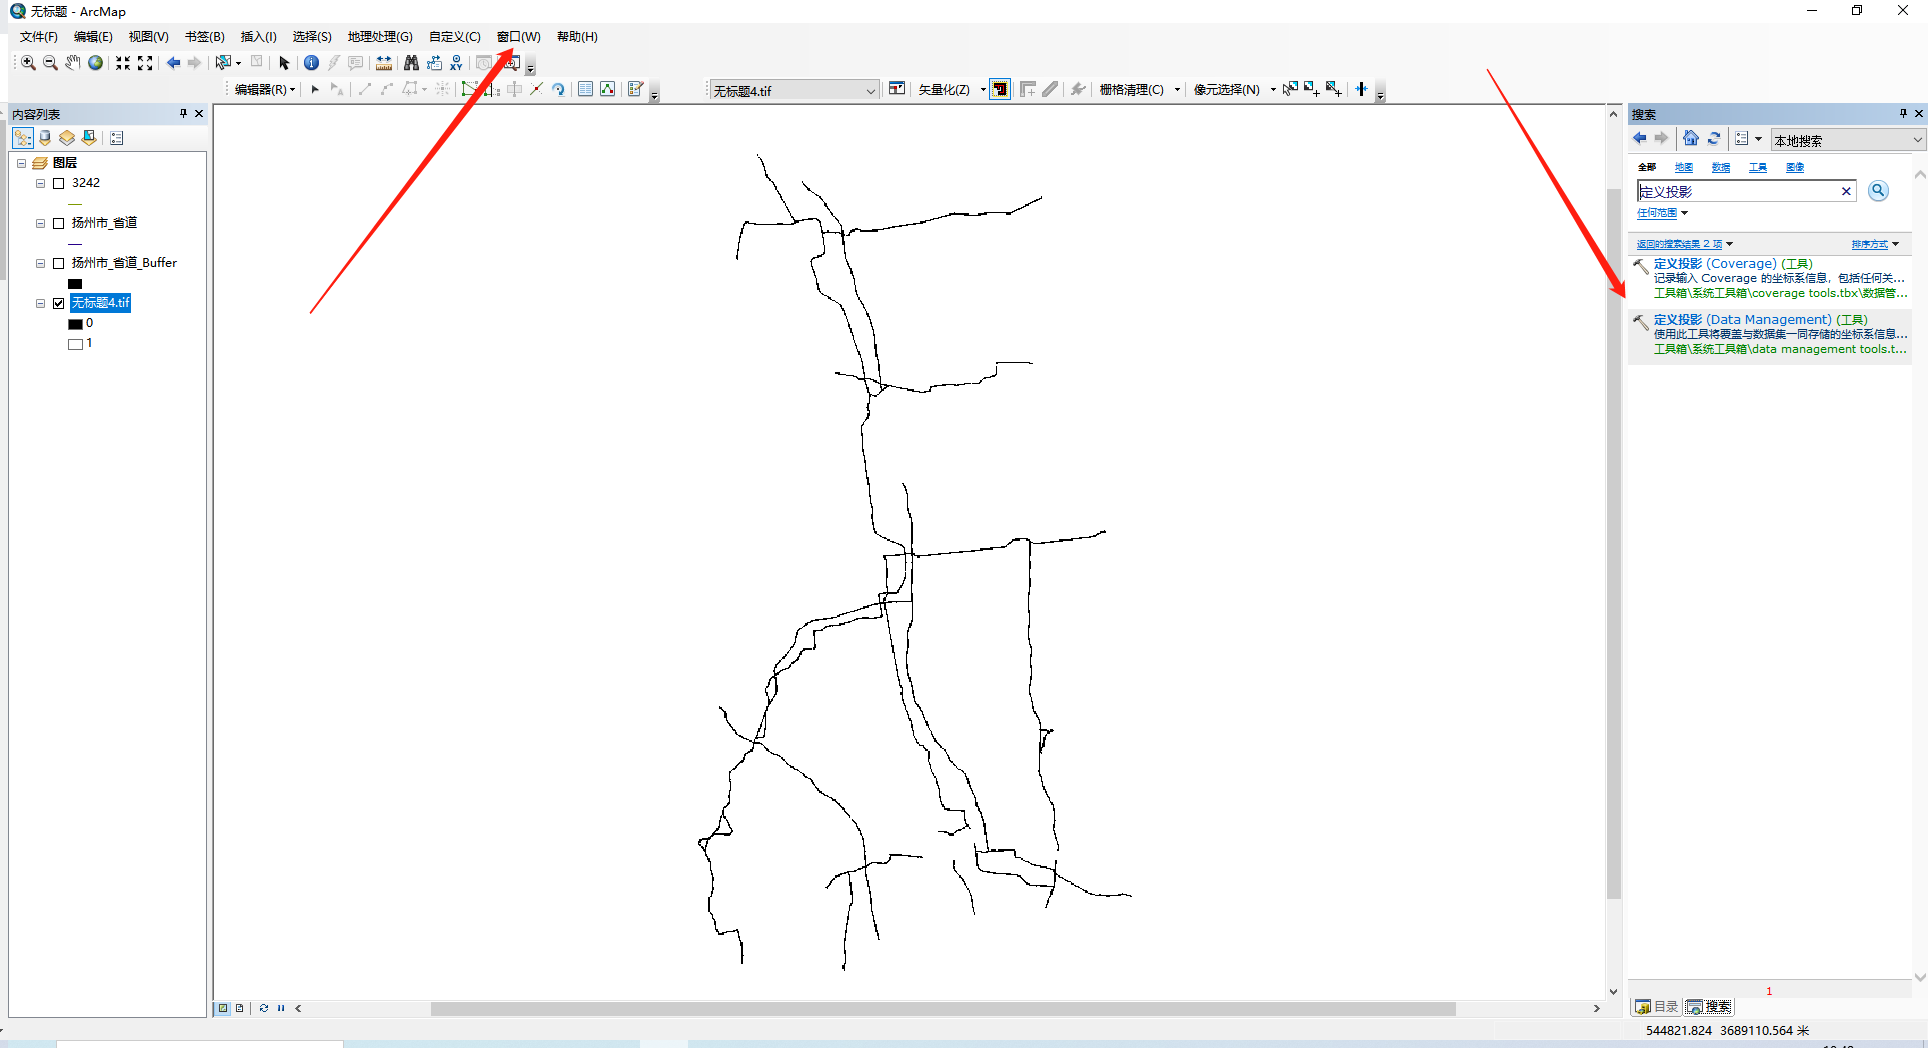 无标题 - ArcMap
文件(F) 编辑(E) 视图(V) 书签(B) 插入(I) 选择(S) 地理处理(G) 自定义(C) 窗口(W) 帮助(H)
编辑器(R) 无标题4.tif 矢量化(Z) 栅格清理(C) 像元选择(N)
内容列表
图层
3242
扬州市_省道
扬州市_省道_Buffer
无标题4.tif
0
1
搜索
本地搜索
全部 地图 数据 工具 图像
定义投影
任何范围
返回的搜索结果 2 项 排序方式
定义投影 (Coverage) (工具)
记录输入 Coverage 的坐标系信息，包括任何关...
工具箱\系统工具箱\coverage tools.tbx\数据管...
定义投影 (Data Management) (工具)
使用此工具将覆盖与数据集一同存储的坐标系信息...
工具箱\系统工具箱\data management tools.t...
1
目录 搜索
544821.824 3689110.564 米